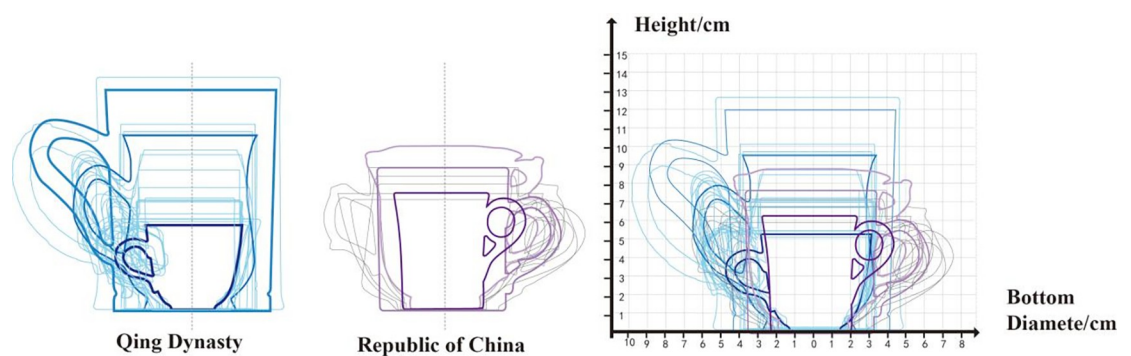 Height/cm
15
14
13
12
11
10
9
8
7
6
5
4
3
2
1
10 9 8 7 6 5 4 3 2 1 0 1 2 3 4 5 6 7 8
Bottom
Diamete/cm
Qing Dynasty
Republic of China